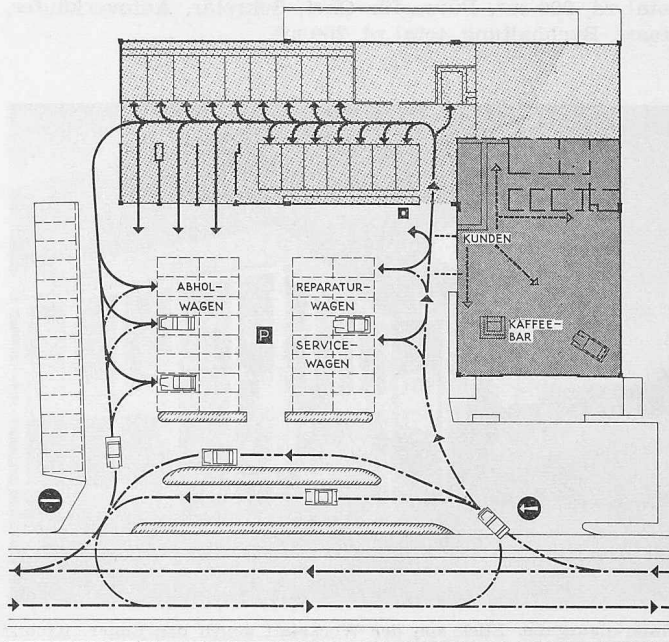 KUNDEN
ABHOL-
WAGEN
REPARATUR-
WAGEN
P
SERVICE-
WAGEN
KAFFEE-
BAR